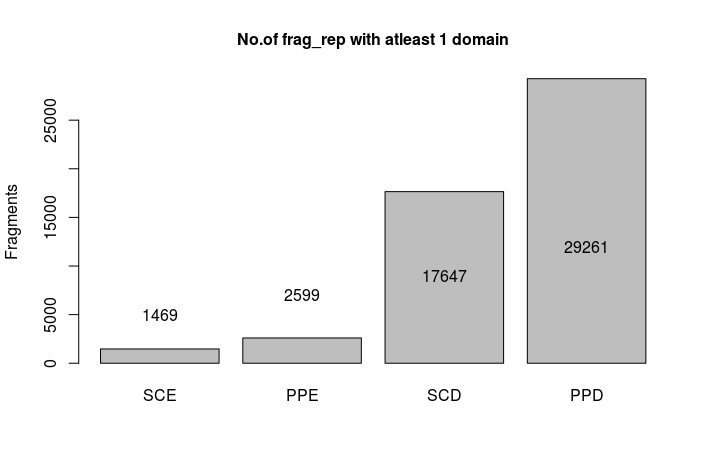 No.of frag_rep with atleast 1 domain
Fragments
25000
15000
5000
0
1469
2599
17647
29261
SCE
PPE
SCD
PPD